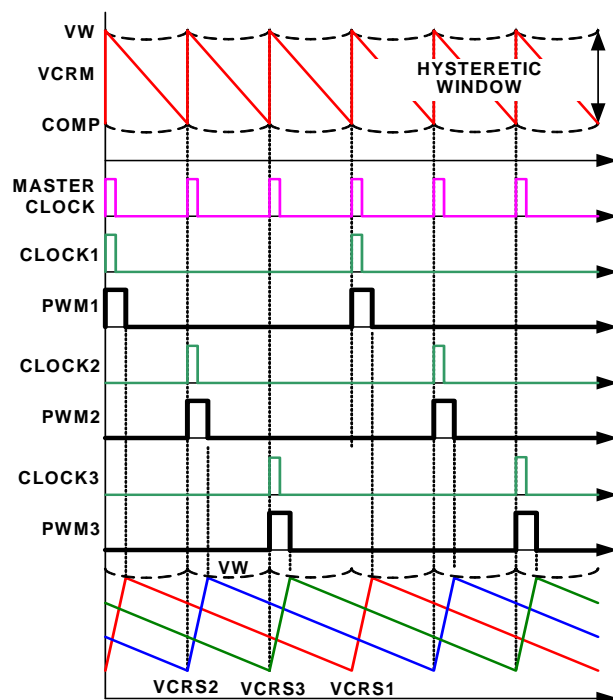 VW
VCRM
HYSTERETIC
WINDOW
COMP
MASTER
CLOCK
CLOCK1
PWM1
CLOCK2
PWM2
CLOCK3
PWM3
VW
VCRS2 VCRS3 VCRS1